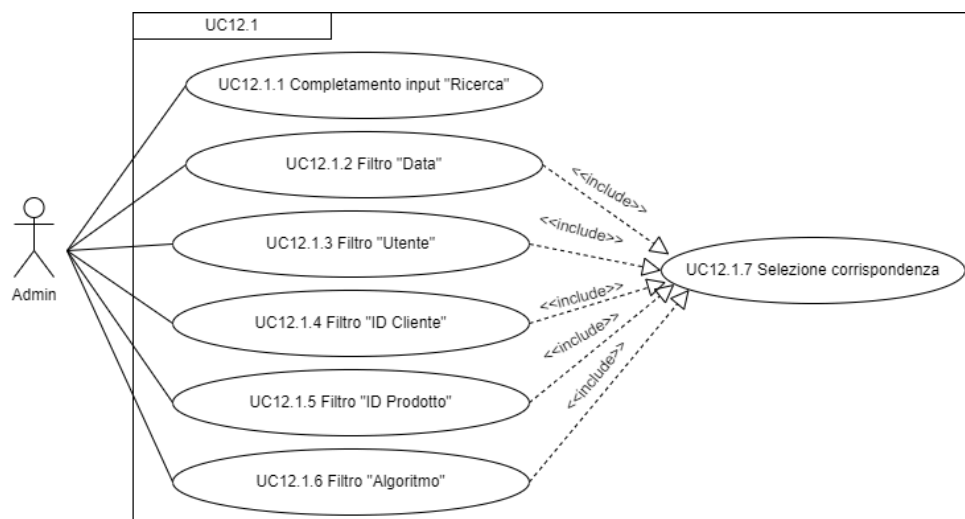 UC12.1
UC12.1.1 Completamento input "Ricerca"
UC12.1.2 Filtro "Data"
<<include>>
UC12.1.3 Filtro "Utente"
<<include>>
Admin
UC12.1.7 Selezione corrispondenza
UC12.1.4 Filtro "ID Cliente"
<<include>>
<<include>>
UC12.1.5 Filtro "ID Prodotto"
<<include>>
UC12.1.6 Filtro "Algoritmo"